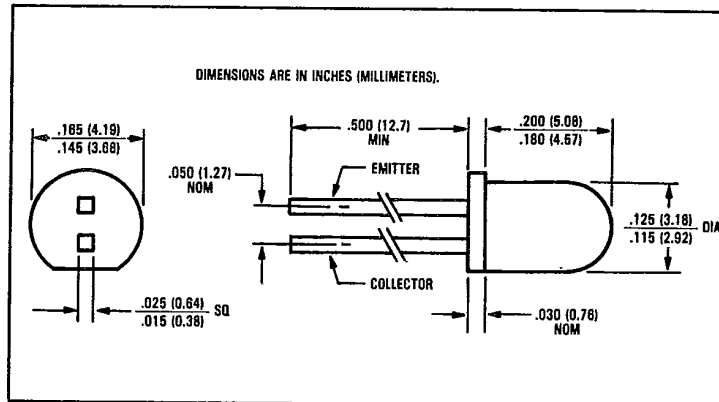 DIMENSIONS ARE IN INCHES (MILLIMETERS).
.165 (4.19)
.145 (3.68)
.500 (12.7)
MIN
.200 (5.08)
.180 (4.57)
.050 (1.27)
NOM
EMITTER
.125 (3.18)
.115 (2.92)
DIA
COLLECTOR
.025 (0.64)
.015 (0.38)
SQ
.030 (0.76)
NOM